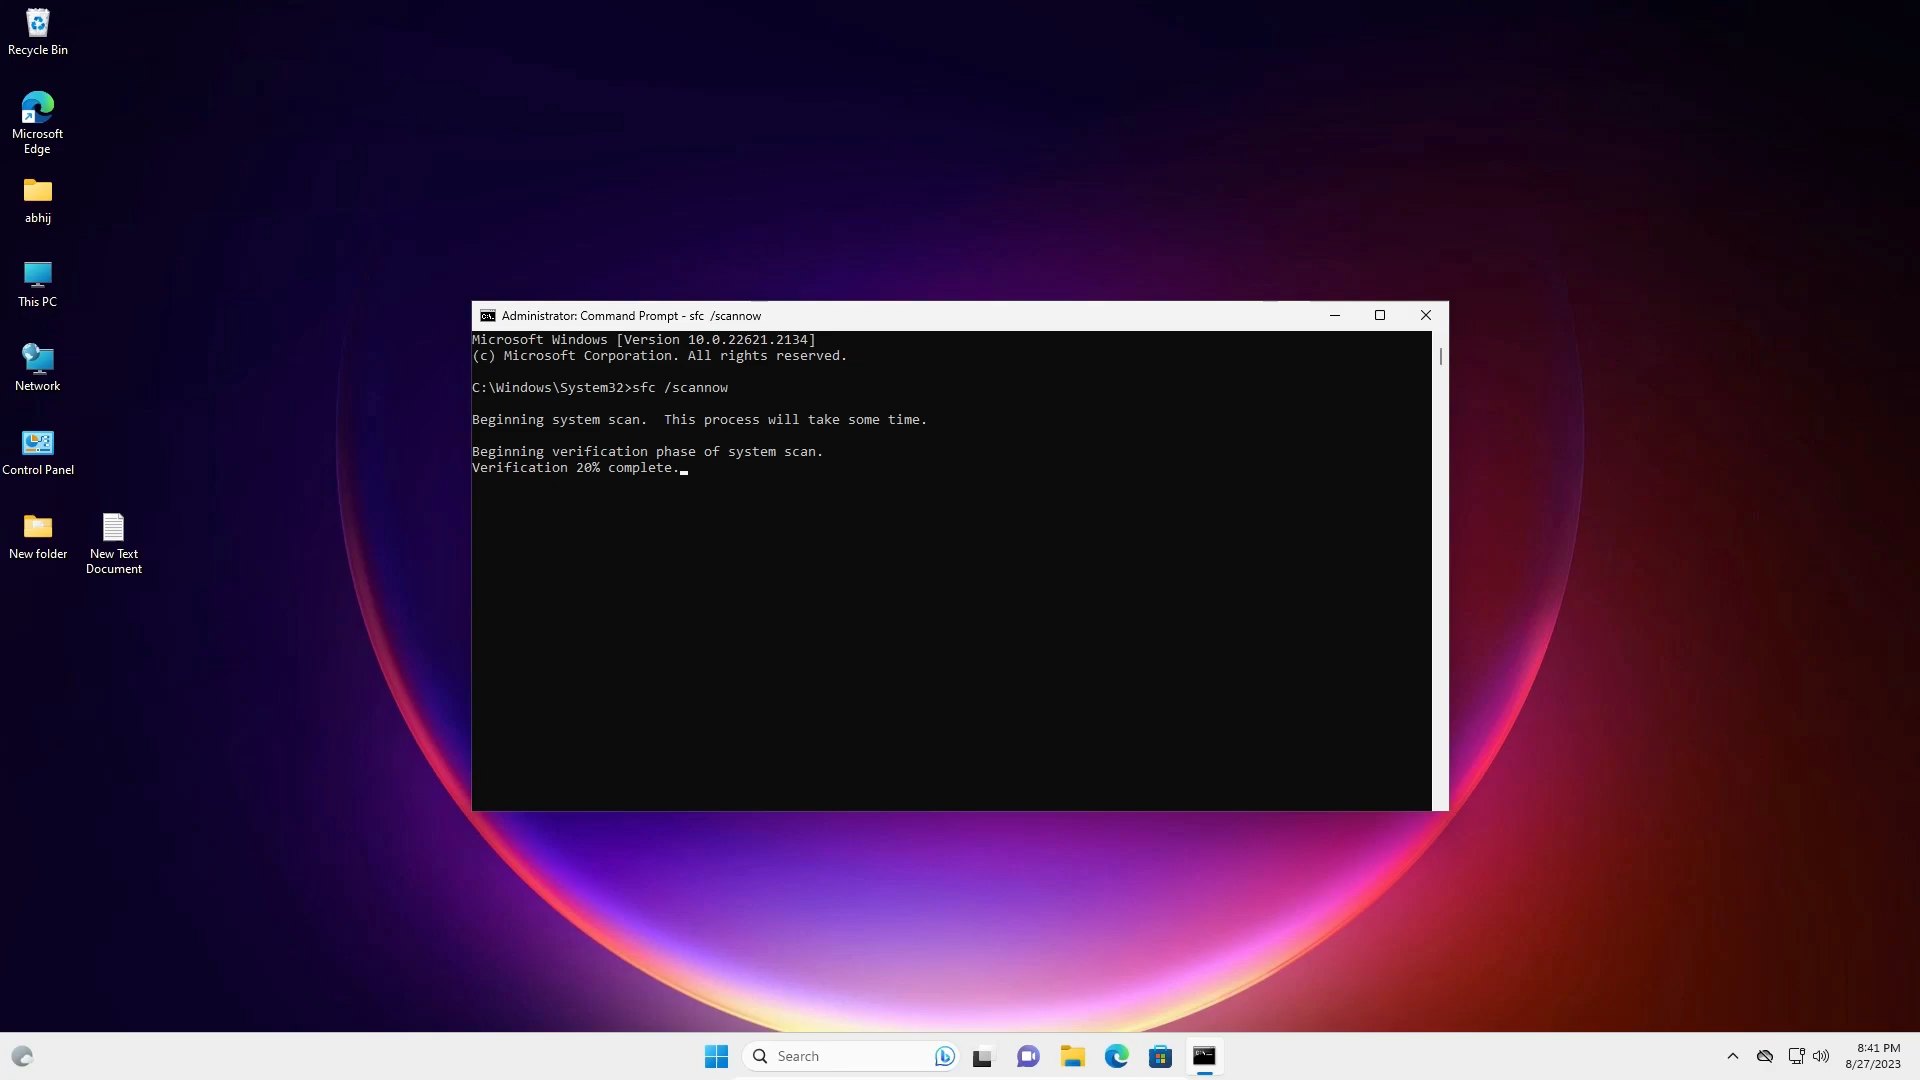 Recycle Bin
Microsoft
Edge
abhij
This PC
Network
Control Panel
New folder
New Text
Document
Administrator: Command Prompt - sfc  /scannow
Microsoft Windows [Version 10.0.22621.2134]
(c) Microsoft Corporation. All rights reserved.
C:\Windows\System32>sfc /scannow
Beginning system scan.  This process will take some time.
Beginning verification phase of system scan.
Verification 20% complete.
Search
8:41 PM
8/27/2023